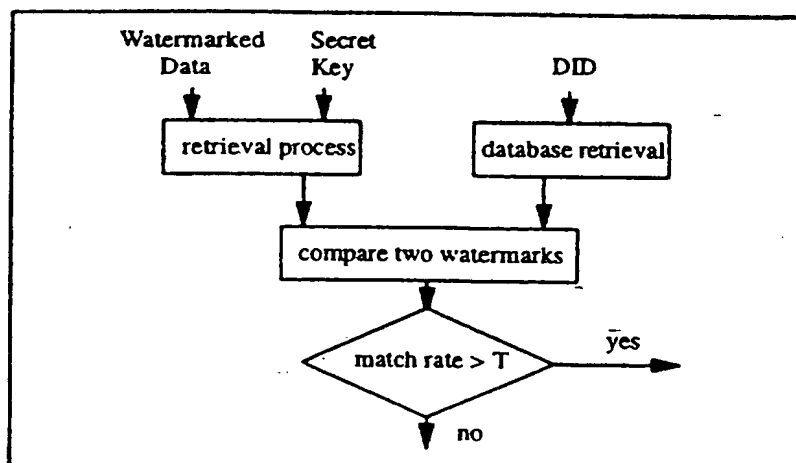 Watermarked
Data
Secret
Key
DID
retrieval process
database retrieval
compare two watermarks
match rate > T
yes
no